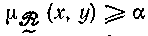 μ_ℛ̰ (x, y) ⩾ α